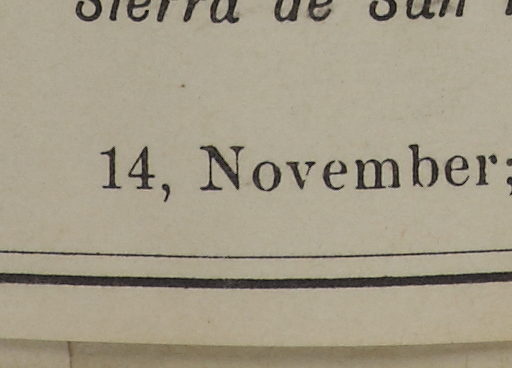 Sierra de San
14, November;